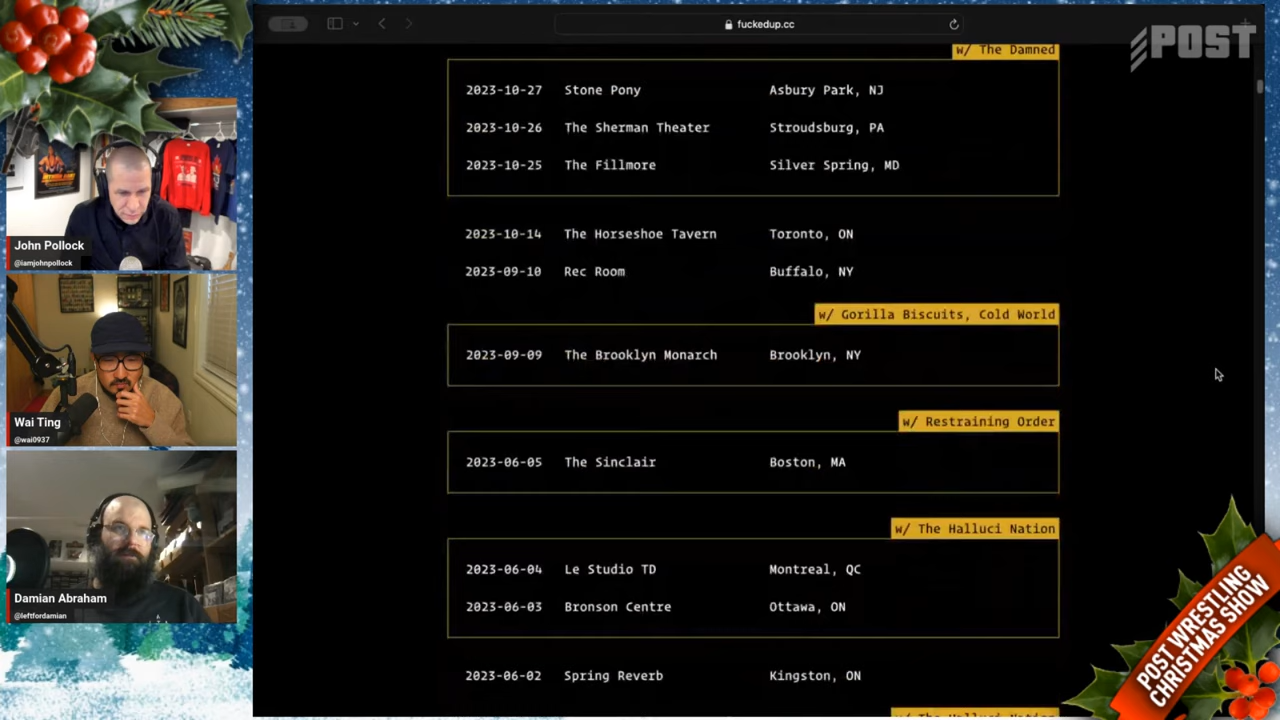 fuckedup.cc
POST
w/ The Damned
2023-10-27 Stone Pony Asbury Park, NJ
2023-10-26 The Sherman Theater Stroudsburg, PA
2023-10-25 The Fillmore Silver Spring, MD
2023-10-14 The Horseshoe Tavern Toronto, ON
2023-09-10 Rec Room Buffalo, NY
w/ Gorilla Biscuits, Cold World
2023-09-09 The Brooklyn Monarch Brooklyn, NY
w/ Restraining Order
2023-06-05 The Sinclair Boston, MA
w/ The Halluci Nation
2023-06-04 Le Studio TD Montreal, QC
2023-06-03 Bronson Centre Ottawa, ON
2023-06-02 Spring Reverb Kingston, ON
w/ The Halluci Nation
John Pollock
@iamjohnpollock
Wai Ting
@wai0937
Damian Abraham
@leftfordamian
POST WRESTLING
CHRISTMAS SHOW